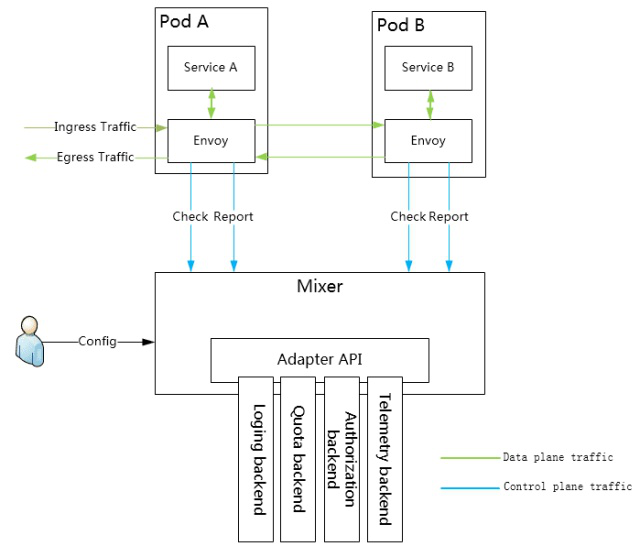 Pod A
Pod B
Service A
Service B
Ingress Traffic
Envoy
Envoy
Egress Traffic
Check Report
Check Report
Mixer
Config
Adapter API
Loging backend
Quota backend
Authorization
backend
Telemetry backend
Data plane traffic
Control plane traffic